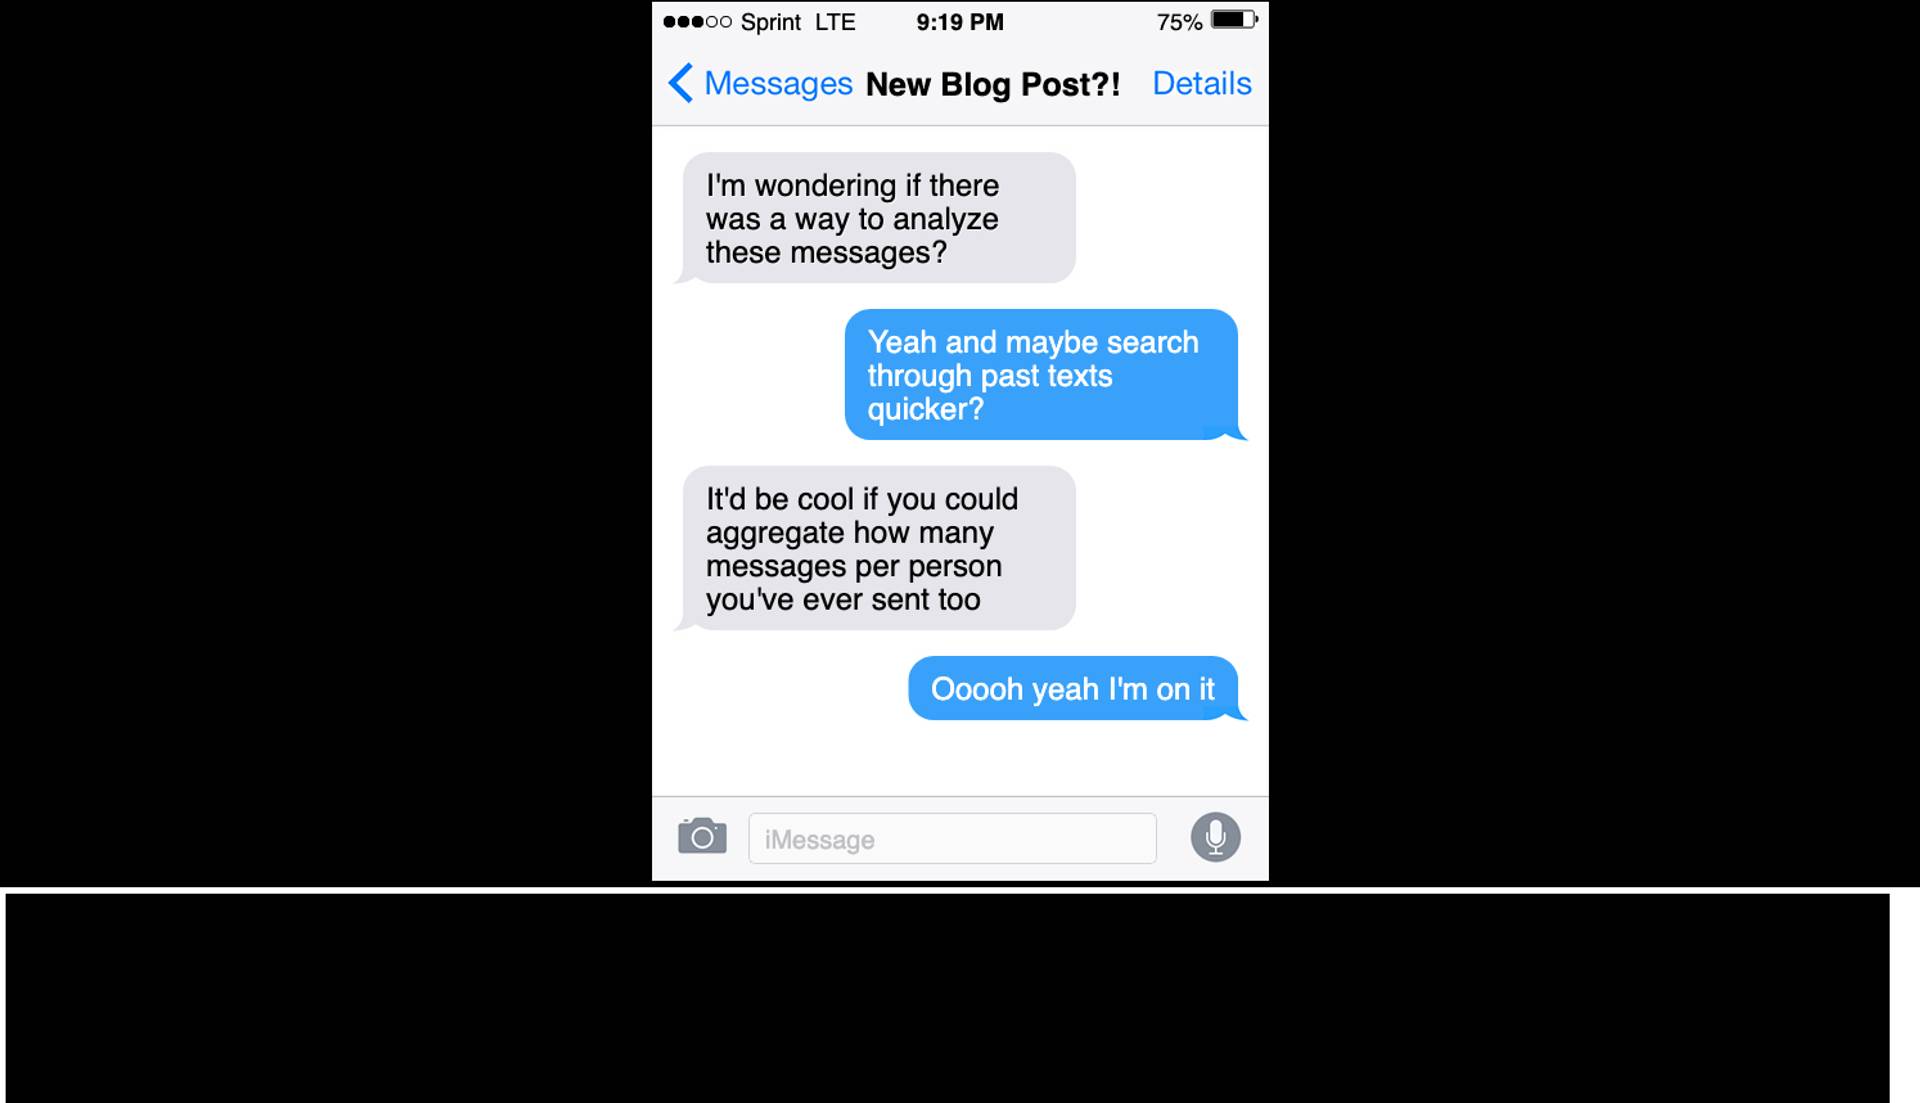 Sprint LTE 9:19 PM 75%
Messages New Blog Post?! Details
I'm wondering if there
was a way to analyze
these messages?
Yeah and maybe search
through past texts
quicker?
It'd be cool if you could
aggregate how many
messages per person
you've ever sent too
Ooooh yeah I'm on it
iMessage